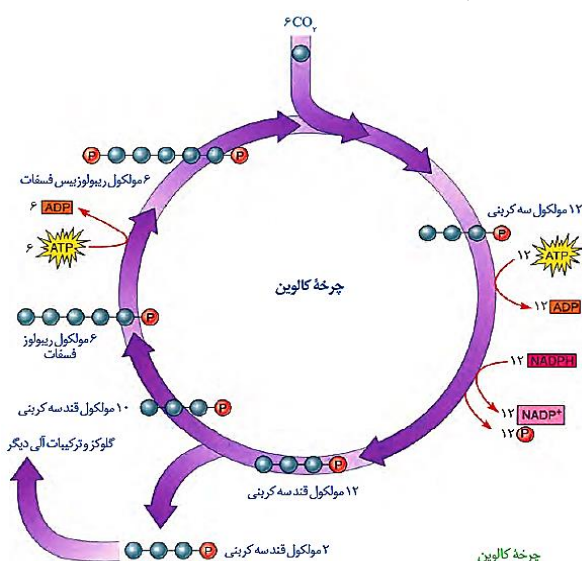 ۶CO۲
P P
۶ مولکول ریبولوزبیس فسفات
۱۲ مولکول سه کربنی
P
۶ ADP
۶ ATP
۱۲ ATP
۱۲ ADP
چرخهٔ کالوین
P
۶ مولکول ریبولوز
فسفات
۱۲ NADPH
۱۲ NADP+
۱۲ P
۱۰ مولکول قند سه کربنی
P
گلوکز و ترکیبات آلی دیگر
P
۱۲ مولکول قند سه کربنی
P
۲ مولکول قند سه کربنی
چرخهٔ کالوین